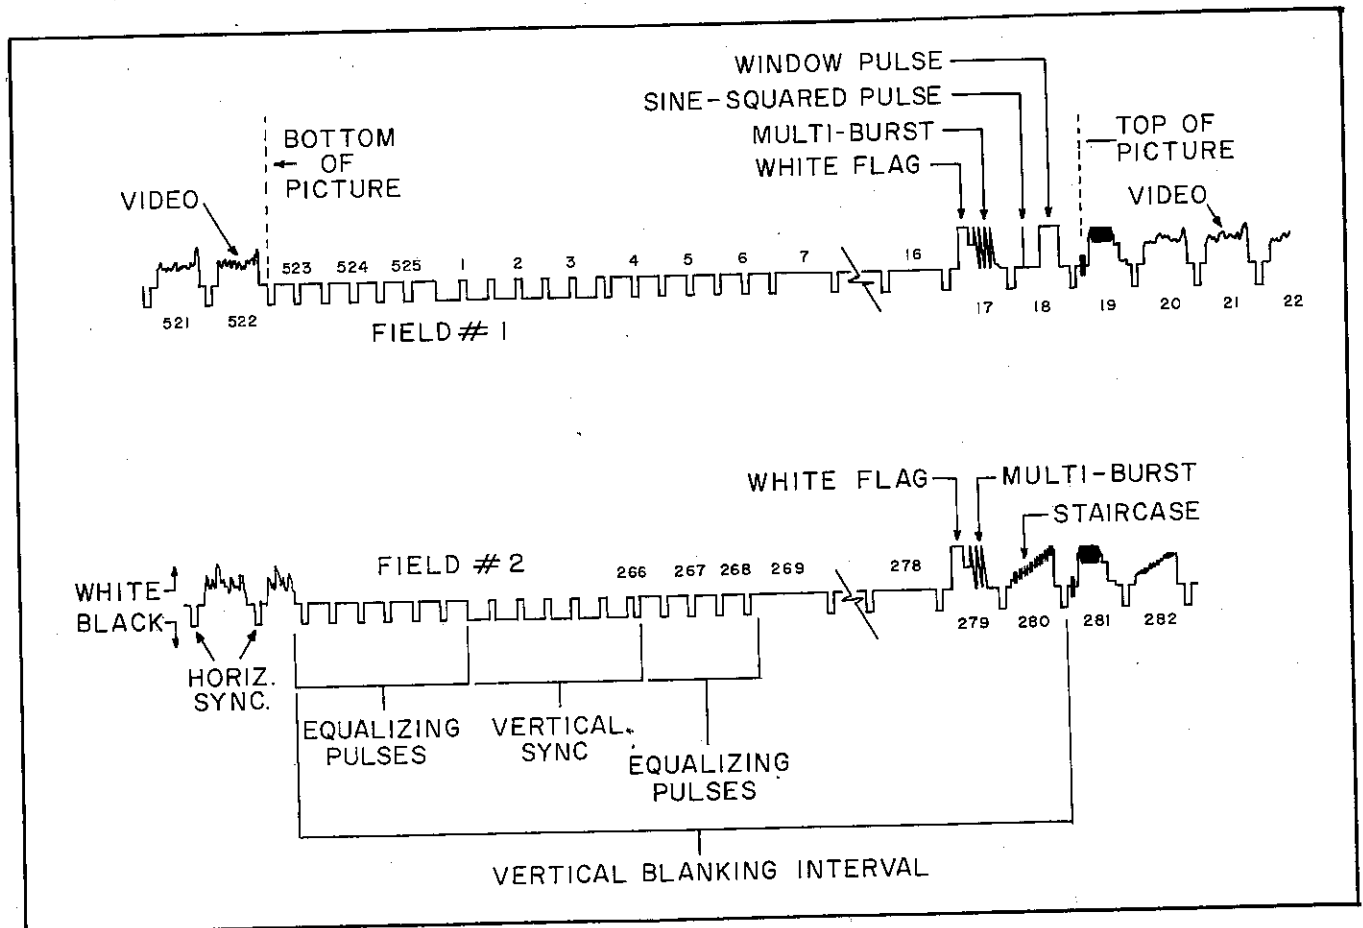 WINDOW PULSE
SINE-SQUARED PULSE
MULTI-BURST
WHITE FLAG
TOP OF
PICTURE
BOTTOM
OF
PICTURE
VIDEO
VIDEO
523 524 525 1 2 3 4 5 6 7 16
521 522 17 18 19 20 21 22
FIELD # 1
WHITE FLAG
MULTI-BURST
STAIRCASE
FIELD # 2
266 267 268 269 278
WHITE
BLACK
279 280 281 282
HORIZ.
SYNC.
EQUALIZING
PULSES
VERTICAL
SYNC
EQUALIZING
PULSES
VERTICAL BLANKING INTERVAL